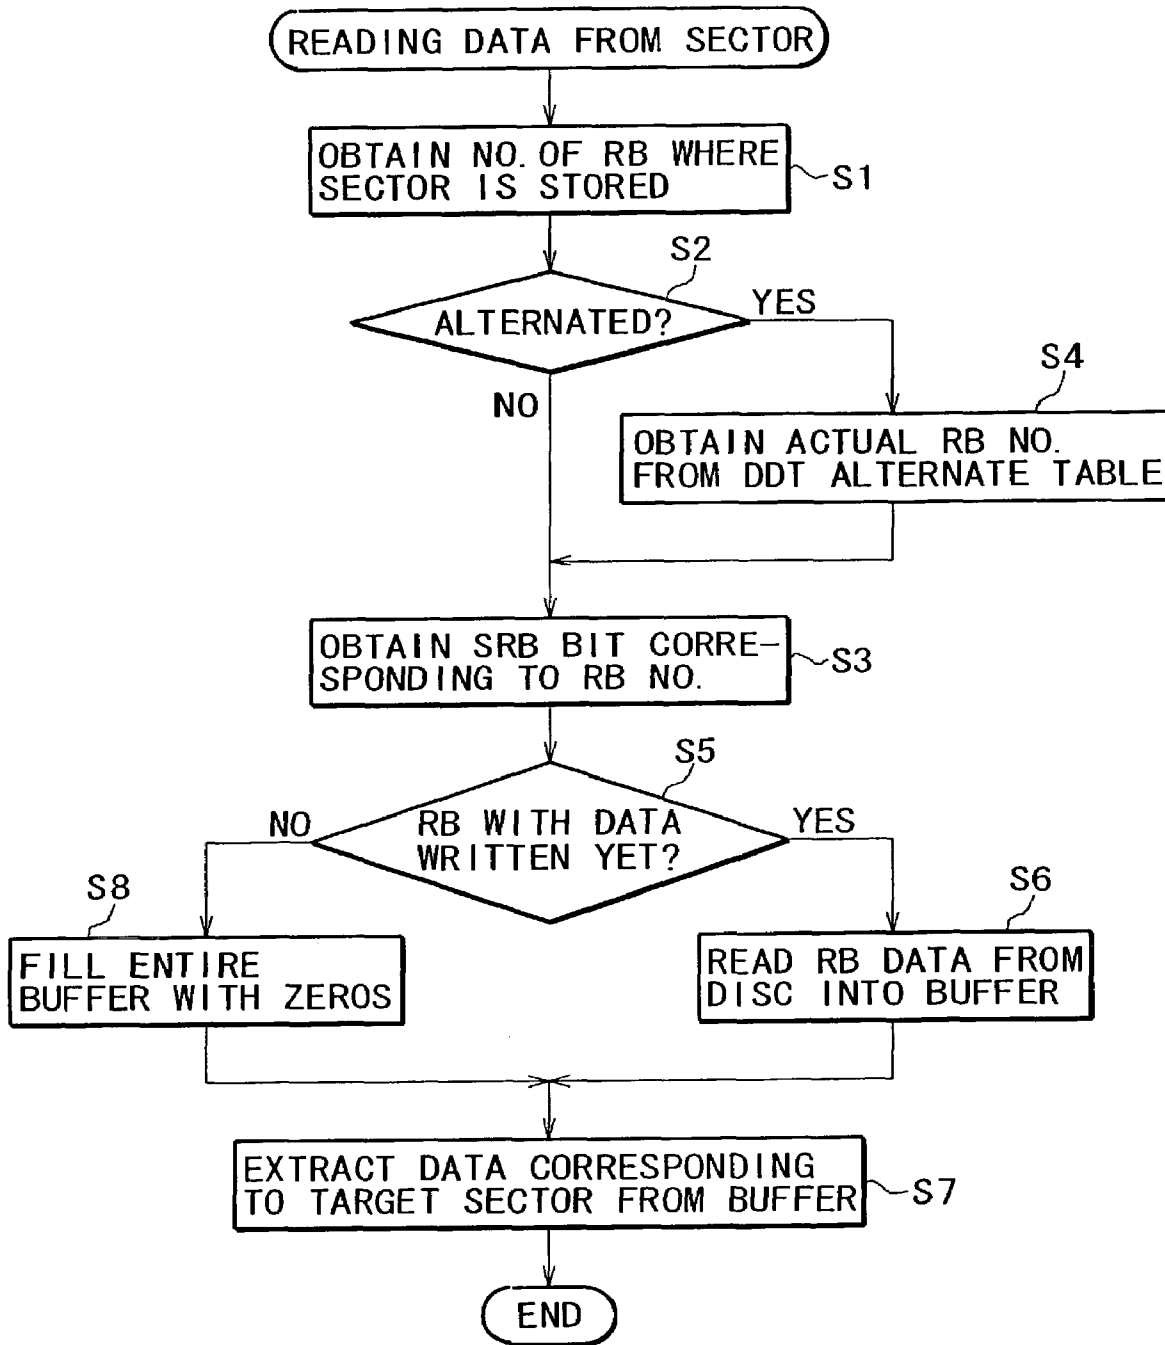 READING DATA FROM SECTOR
OBTAIN NO. OF RB WHERE
SECTOR IS STORED
S1
S2
ALTERNATED?
YES
NO
S4
OBTAIN ACTUAL RB NO.
FROM DDT ALTERNATE TABLE
OBTAIN SRB BIT CORRE-
SPONDING TO RB NO.
S3
S5
RB WITH DATA
WRITTEN YET?
NO
YES
S8
FILL ENTIRE
BUFFER WITH ZEROS
S6
READ RB DATA FROM
DISC INTO BUFFER
EXTRACT DATA CORRESPONDING
TO TARGET SECTOR FROM BUFFER
S7
END